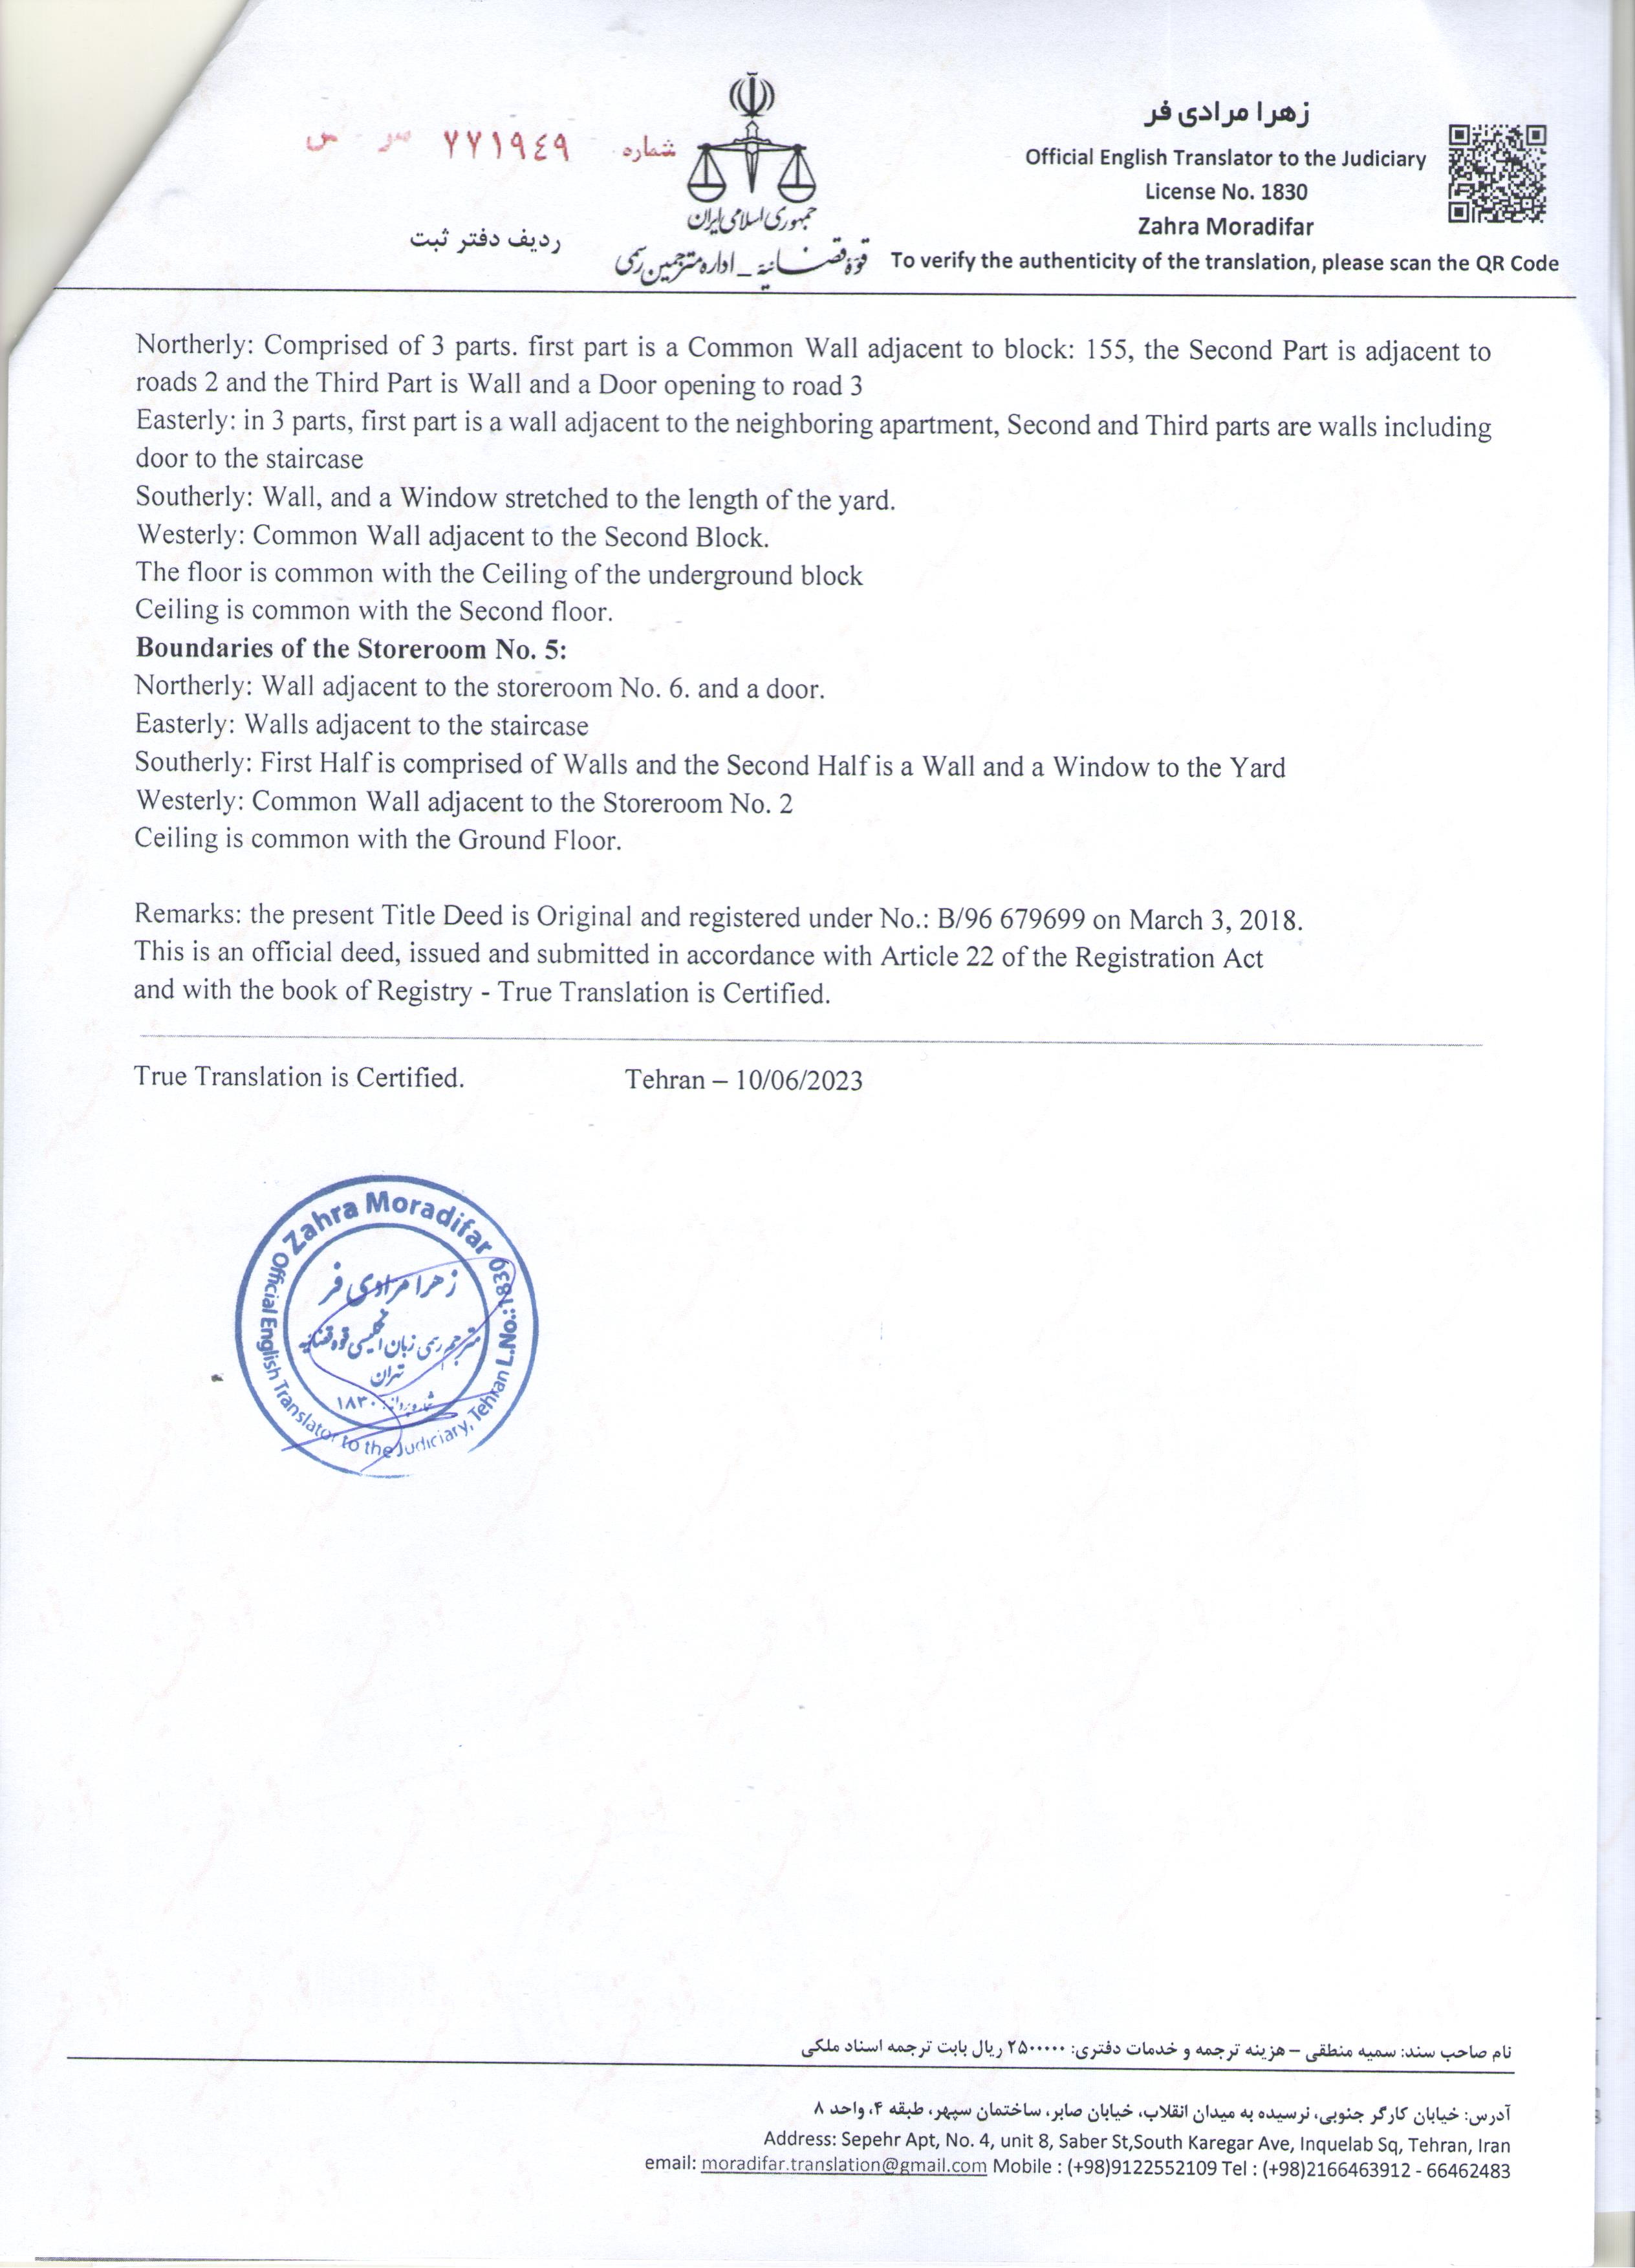 شماره ۷۷۱۹٤۹ س س
ردیف دفتر ثبت
جمهوری اسلامی ایران
قوه قضائیه _ اداره مترجمین رسمی
زهرا مرادی فر
Official English Translator to the Judiciary
License No. 1830
Zahra Moradifar
To verify the authenticity of the translation, please scan the QR Code
Northerly: Comprised of 3 parts. first part is a Common Wall adjacent to block: 155, the Second Part is adjacent to
roads 2 and the Third Part is Wall and a Door opening to road 3
Easterly: in 3 parts, first part is a wall adjacent to the neighboring apartment, Second and Third parts are walls including
door to the staircase
Southerly: Wall, and a Window stretched to the length of the yard.
Westerly: Common Wall adjacent to the Second Block.
The floor is common with the Ceiling of the underground block
Ceiling is common with the Second floor.
Boundaries of the Storeroom No. 5:
Northerly: Wall adjacent to the storeroom No. 6. and a door.
Easterly: Walls adjacent to the staircase
Southerly: First Half is comprised of Walls and the Second Half is a Wall and a Window to the Yard
Westerly: Common Wall adjacent to the Storeroom No. 2
Ceiling is common with the Ground Floor.
Remarks: the present Title Deed is Original and registered under No.: B/96 679699 on March 3, 2018.
This is an official deed, issued and submitted in accordance with Article 22 of the Registration Act
and with the book of Registry - True Translation is Certified.
True Translation is Certified. Tehran – 10/06/2023
Zahra Moradifar
Official English Translator to the Judiciary, Tehran L.No.:1830
زهرا مرادی فر
مترجم رسمی زبان انگلیسی قوه قضائیه
تهران
شماره پروانه: ۱۸۳۰
نام صاحب سند: سمیه منطقی – هزینه ترجمه و خدمات دفتری: ۲۵۰۰۰۰۰ ریال بابت ترجمه اسناد ملکی
آدرس: خیابان کارگر جنوبی، نرسیده به میدان انقلاب، خیابان صابر، ساختمان سپهر، طبقه ۴، واحد ۸
Address: Sepehr Apt, No. 4, unit 8, Saber St,South Karegar Ave, Inquelab Sq, Tehran, Iran
email: moradifar.translation@gmail.com Mobile : (+98)9122552109 Tel : (+98)2166463912 - 66462483